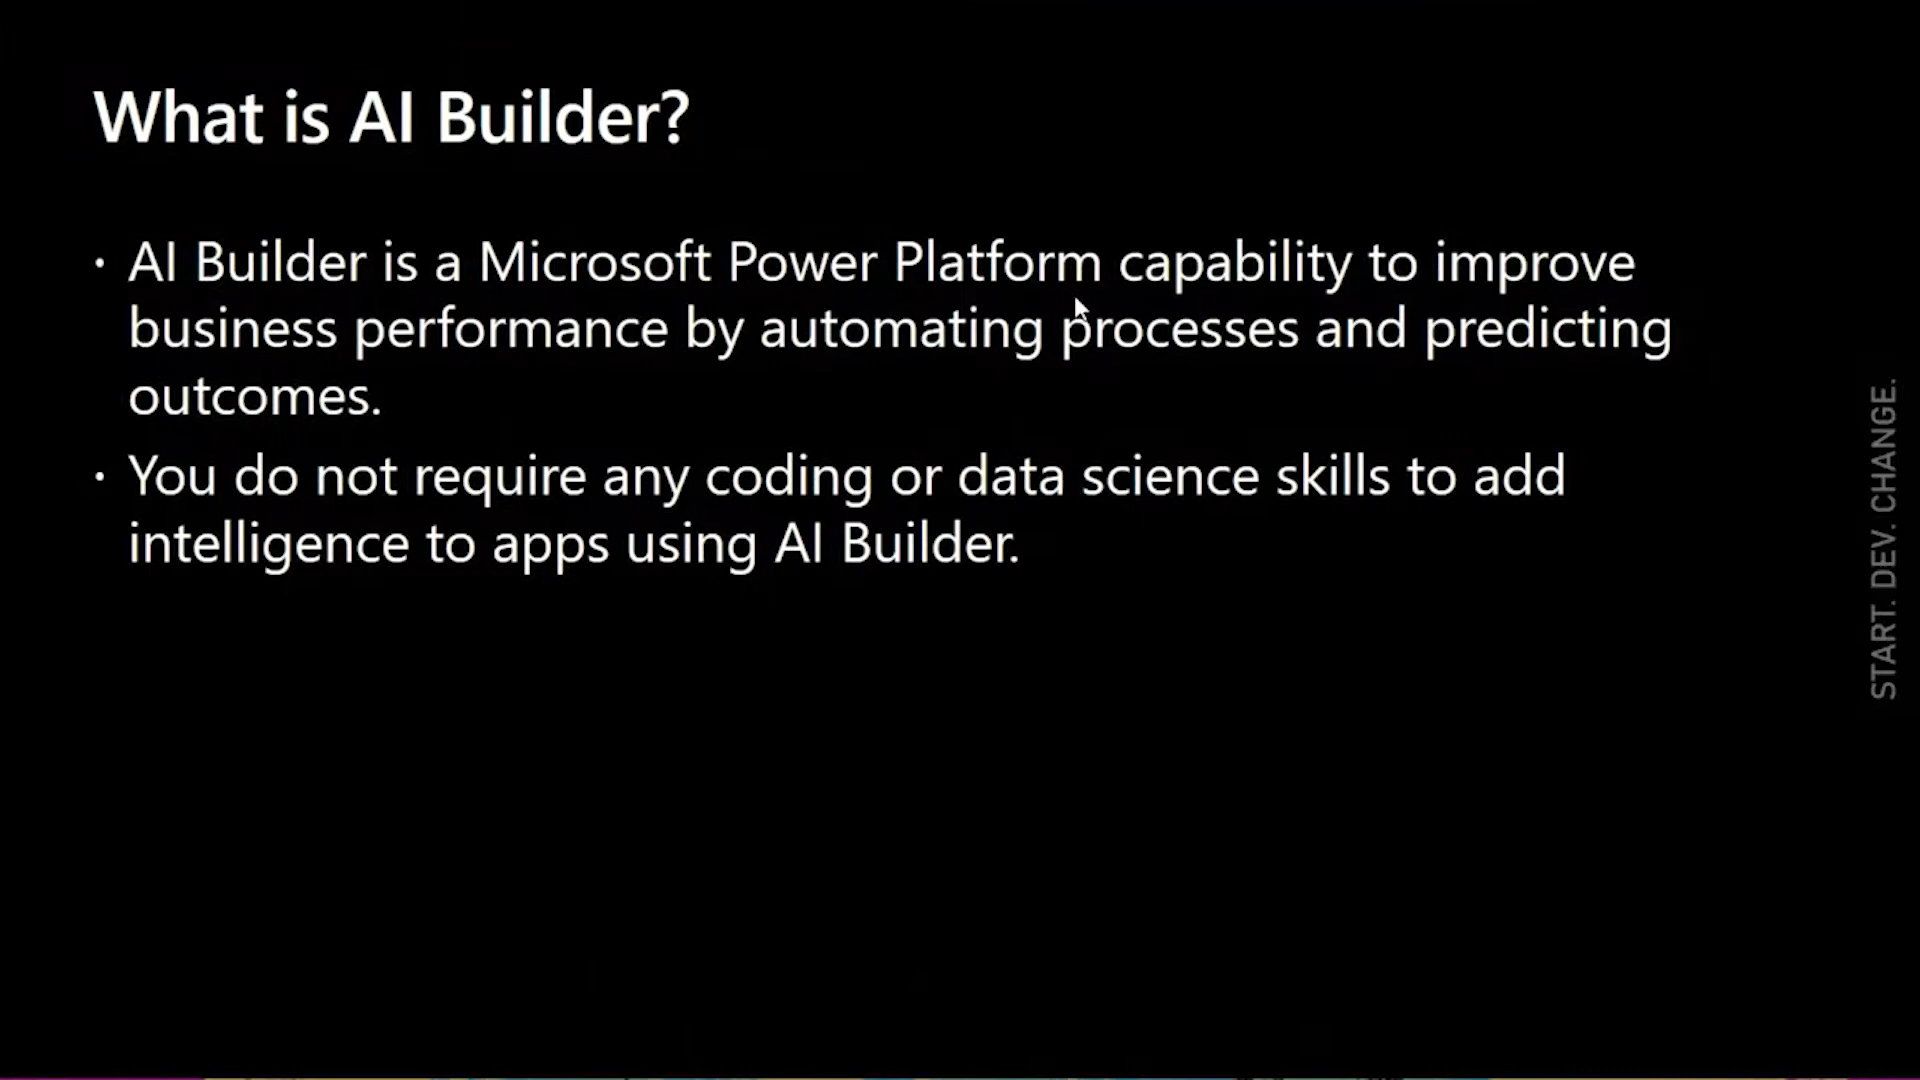 What is AI Builder?
· AI Builder is a Microsoft Power Platform capability to improve
business performance by automating processes and predicting
outcomes.
· You do not require any coding or data science skills to add
intelligence to apps using AI Builder.
START. DEV. CHANGE.